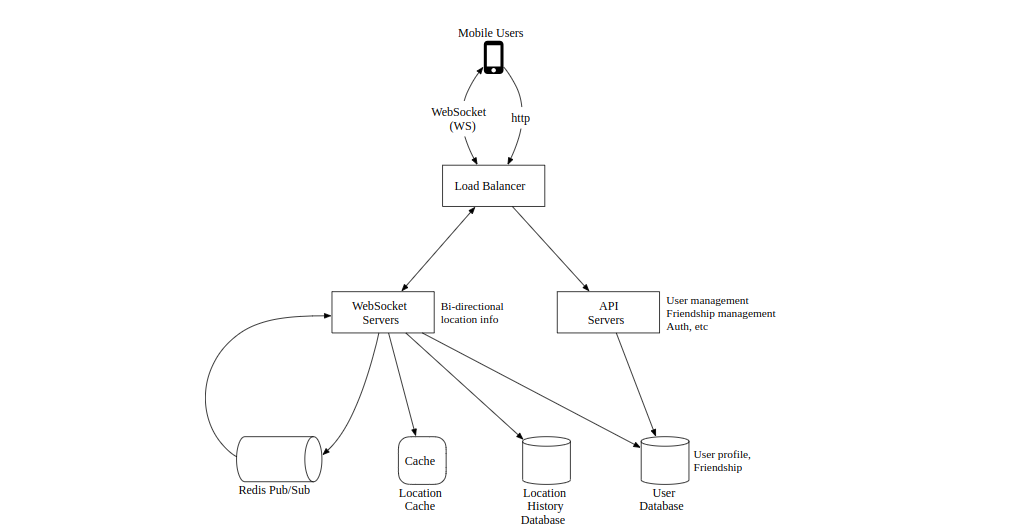 Mobile Users
WebSocket
(WS)
http
Load Balancer
WebSocket
Servers
Bi-directional
location info
API
Servers
User management
Friendship management
Auth, etc
Redis Pub/Sub
Cache
Location
Cache
Location
History
Database
User
Database
User profile,
Friendship